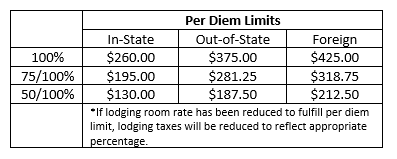 Per Diem Limits
In-State Out-of-State Foreign
100% $260.00 $375.00 $425.00
75/100% $195.00 $281.25 $318.75
50/100% $130.00 $187.50 $212.50
*If lodging room rate has been reduced to fulfill per diem
limit, lodging taxes will be reduced to reflect appropriate
percentage.